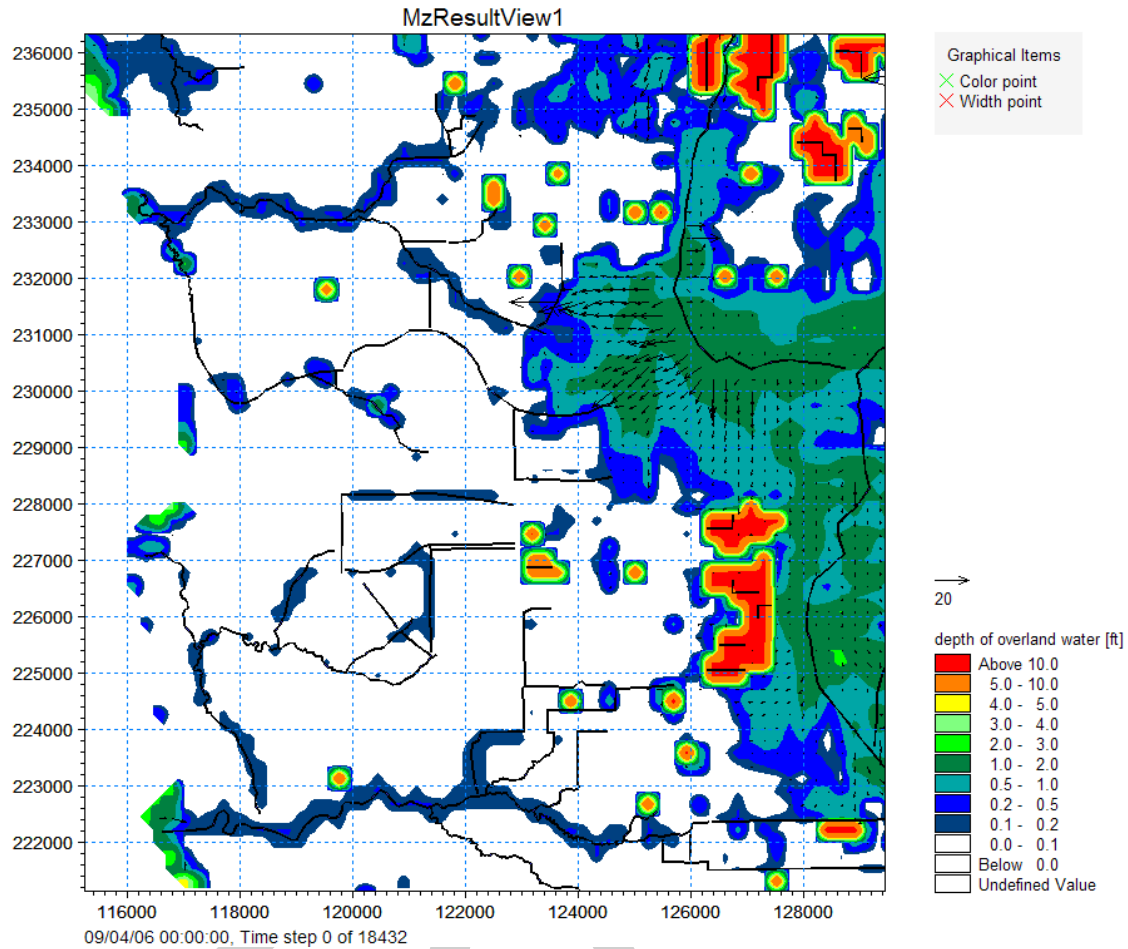 MzResultView1
236000
235000
234000
233000
232000
231000
230000
229000
228000
227000
226000
225000
224000
223000
222000
116000 118000 120000 122000 124000 126000 128000
09/04/06 00:00:00, Time step 0 of 18432
Graphical Items
Color point
Width point
20
depth of overland water [ft]
Above 10.0
5.0 - 10.0
4.0 - 5.0
3.0 - 4.0
2.0 - 3.0
1.0 - 2.0
0.5 - 1.0
0.2 - 0.5
0.1 - 0.2
0.0 - 0.1
Below 0.0
Undefined Value